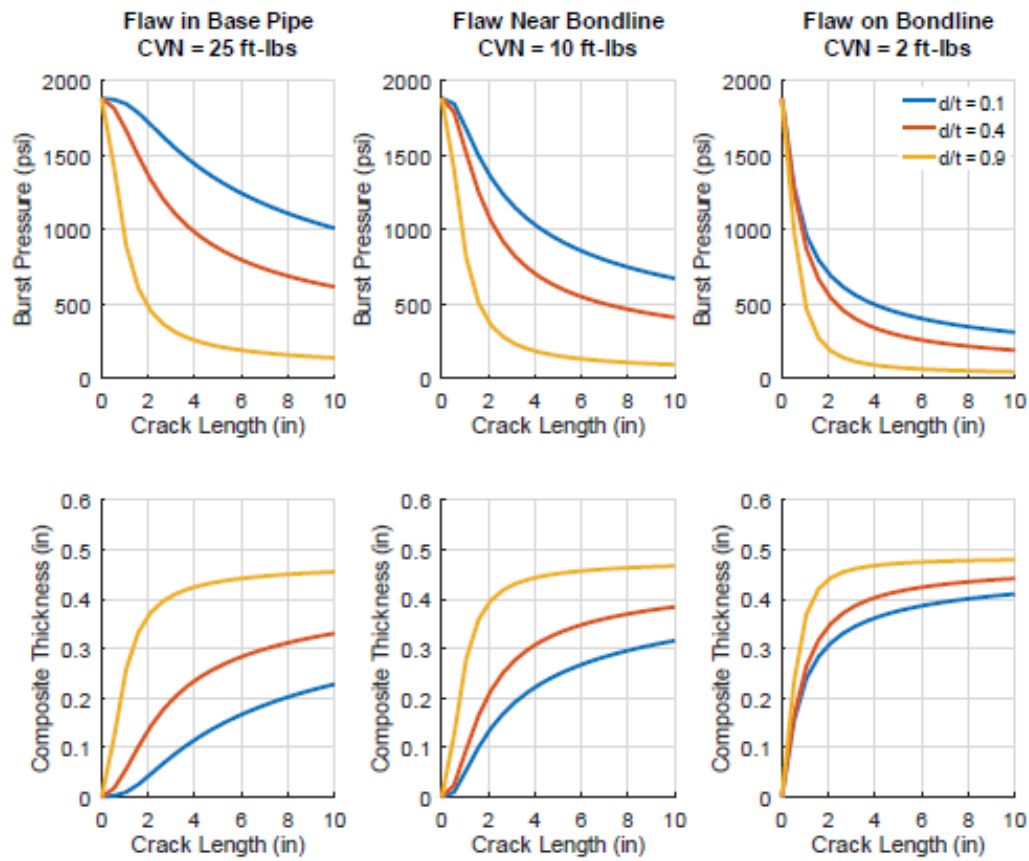 Flaw in Base Pipe
CVN = 25 ft-lbs
Flaw Near Bondline
CVN = 10 ft-lbs
Flaw on Bondline
CVN = 2 ft-lbs
2000
1500
1000
500
0
Burst Pressure (psi)
0 2 4 6 8 10
Crack Length (in)
2000
1500
1000
500
0
Burst Pressure (psi)
0 2 4 6 8 10
Crack Length (in)
2000
1500
1000
500
0
Burst Pressure (psi)
d/t = 0.1
d/t = 0.4
d/t = 0.9
0 2 4 6 8 10
Crack Length (in)
0.6
0.5
0.4
0.3
0.2
0.1
0
Composite Thickness (in)
0 2 4 6 8 10
Crack Length (in)
0.6
0.5
0.4
0.3
0.2
0.1
0
Composite Thickness (in)
0 2 4 6 8 10
Crack Length (in)
0.6
0.5
0.4
0.3
0.2
0.1
0
Composite Thickness (in)
0 2 4 6 8 10
Crack Length (in)